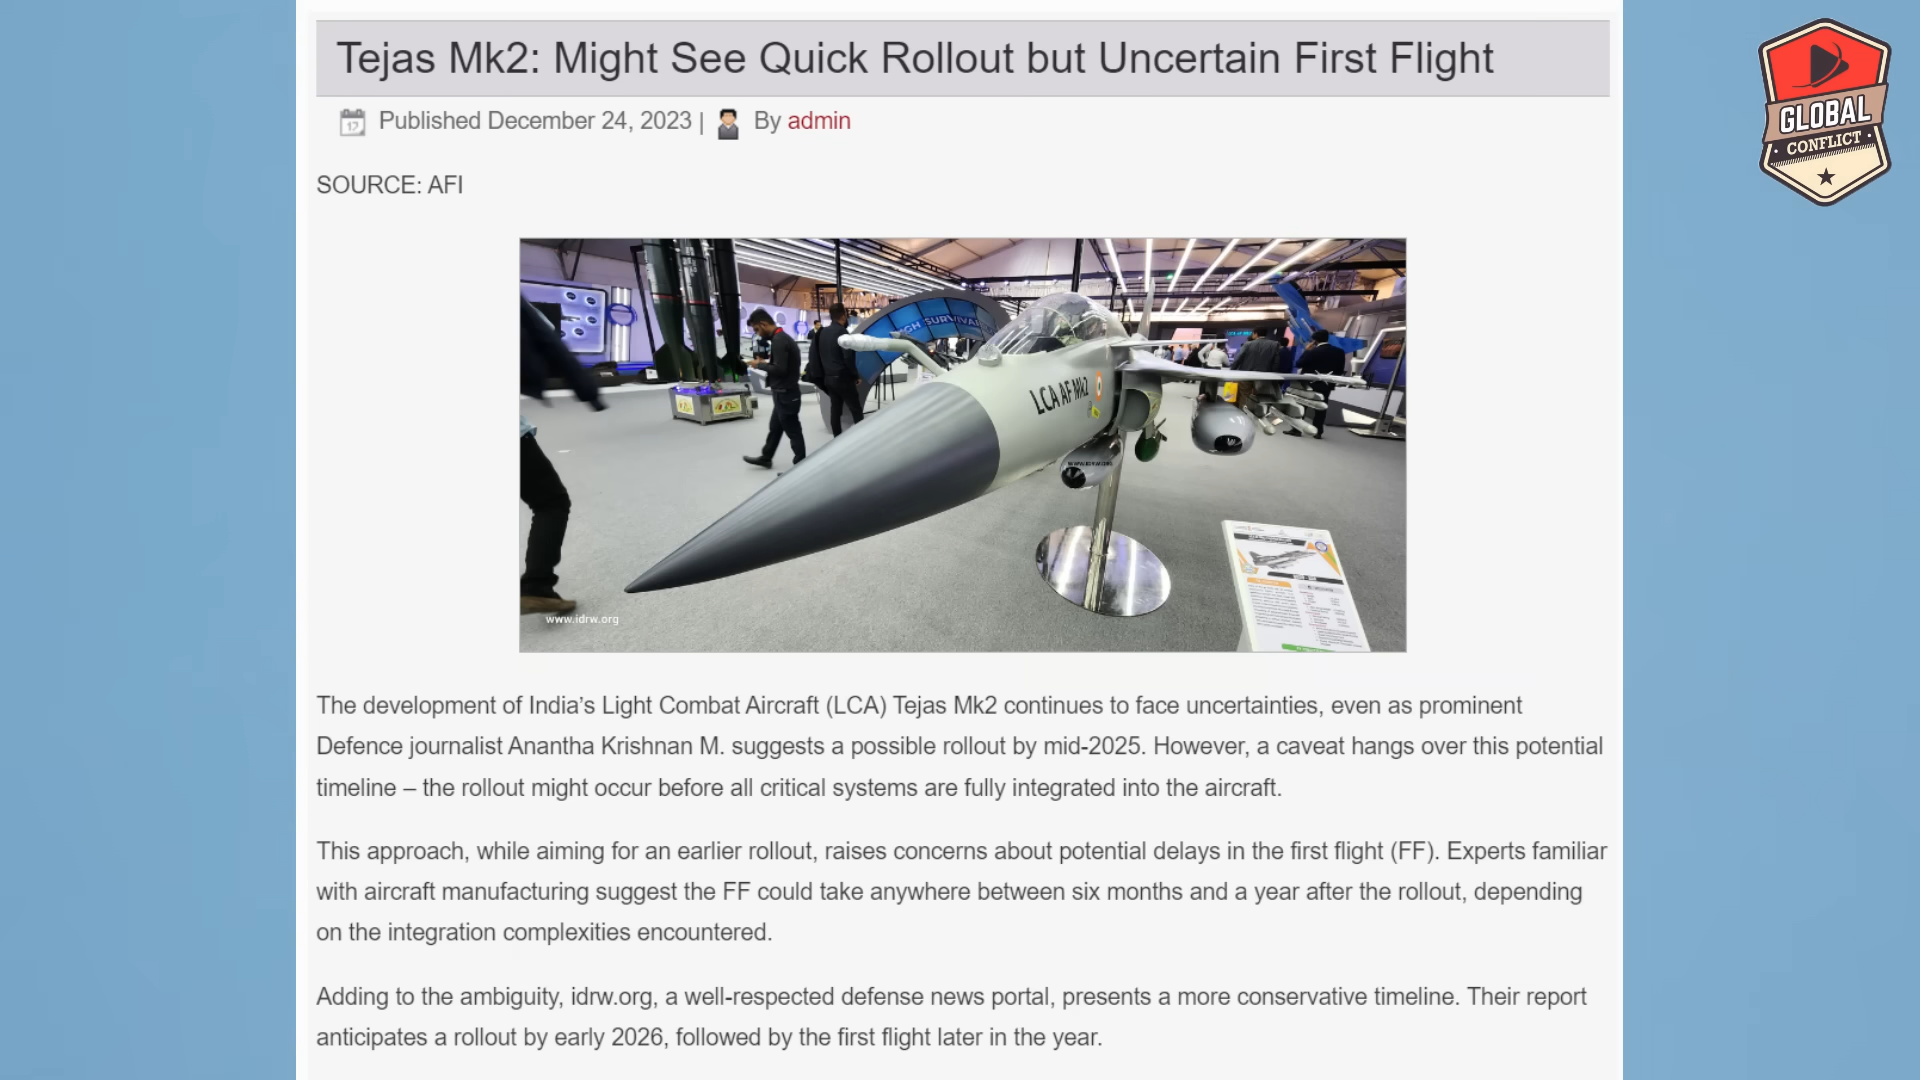 Tejas Mk2: Might See Quick Rollout but Uncertain First Flight
17 Published December 24, 2023 | By admin
GLOBAL
CONFLICT
SOURCE: AFI
HIGH SURVIVA
LCA AF Mk2
www.idrw.org
The development of India’s Light Combat Aircraft (LCA) Tejas Mk2 continues to face uncertainties, even as prominent
Defence journalist Anantha Krishnan M. suggests a possible rollout by mid-2025. However, a caveat hangs over this potential
timeline – the rollout might occur before all critical systems are fully integrated into the aircraft.
This approach, while aiming for an earlier rollout, raises concerns about potential delays in the first flight (FF). Experts familiar
with aircraft manufacturing suggest the FF could take anywhere between six months and a year after the rollout, depending
on the integration complexities encountered.
Adding to the ambiguity, idrw.org, a well-respected defense news portal, presents a more conservative timeline. Their report
anticipates a rollout by early 2026, followed by the first flight later in the year.